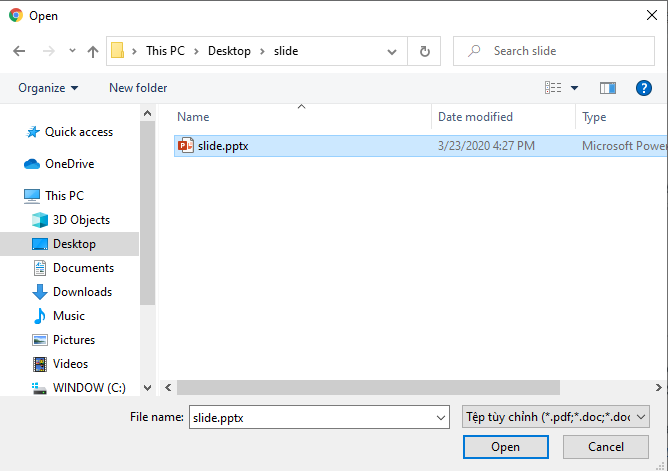 Open
This PC > Desktop > slide
Search slide
Organize
New folder
Name
Date modified
Type
slide.pptx
3/23/2020 4:27 PM
Microsoft Power
Quick access
OneDrive
This PC
3D Objects
Desktop
Documents
Downloads
Music
Pictures
Videos
WINDOW (C:)
File name:
slide.pptx
Tệp tùy chỉnh (*.pdf;*.doc;*.doc
Open
Cancel